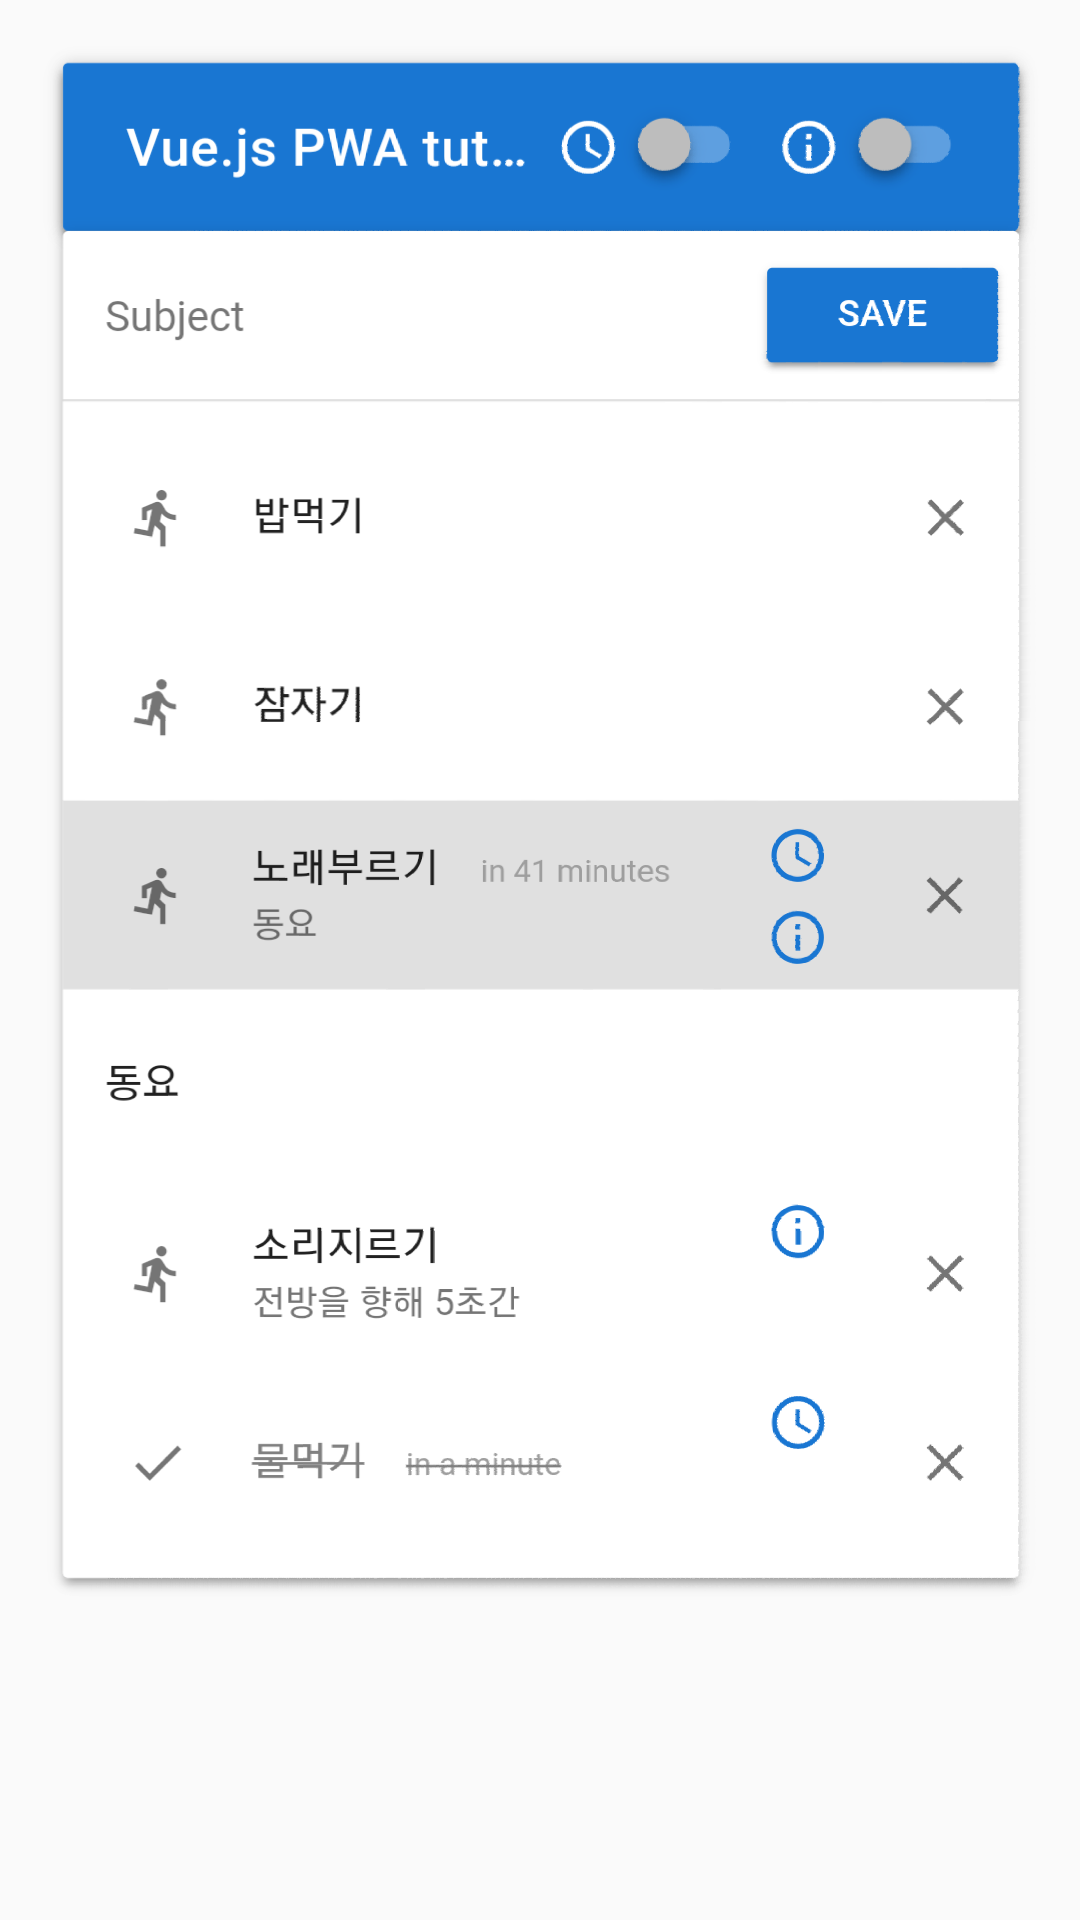 Vue.js PWA tut...
Subject
SAVE
밥먹기
잠자기
노래부르기 in 41 minutes
동요
동요
소리지르기
전방을 향해 5초간
물먹기 in a minute